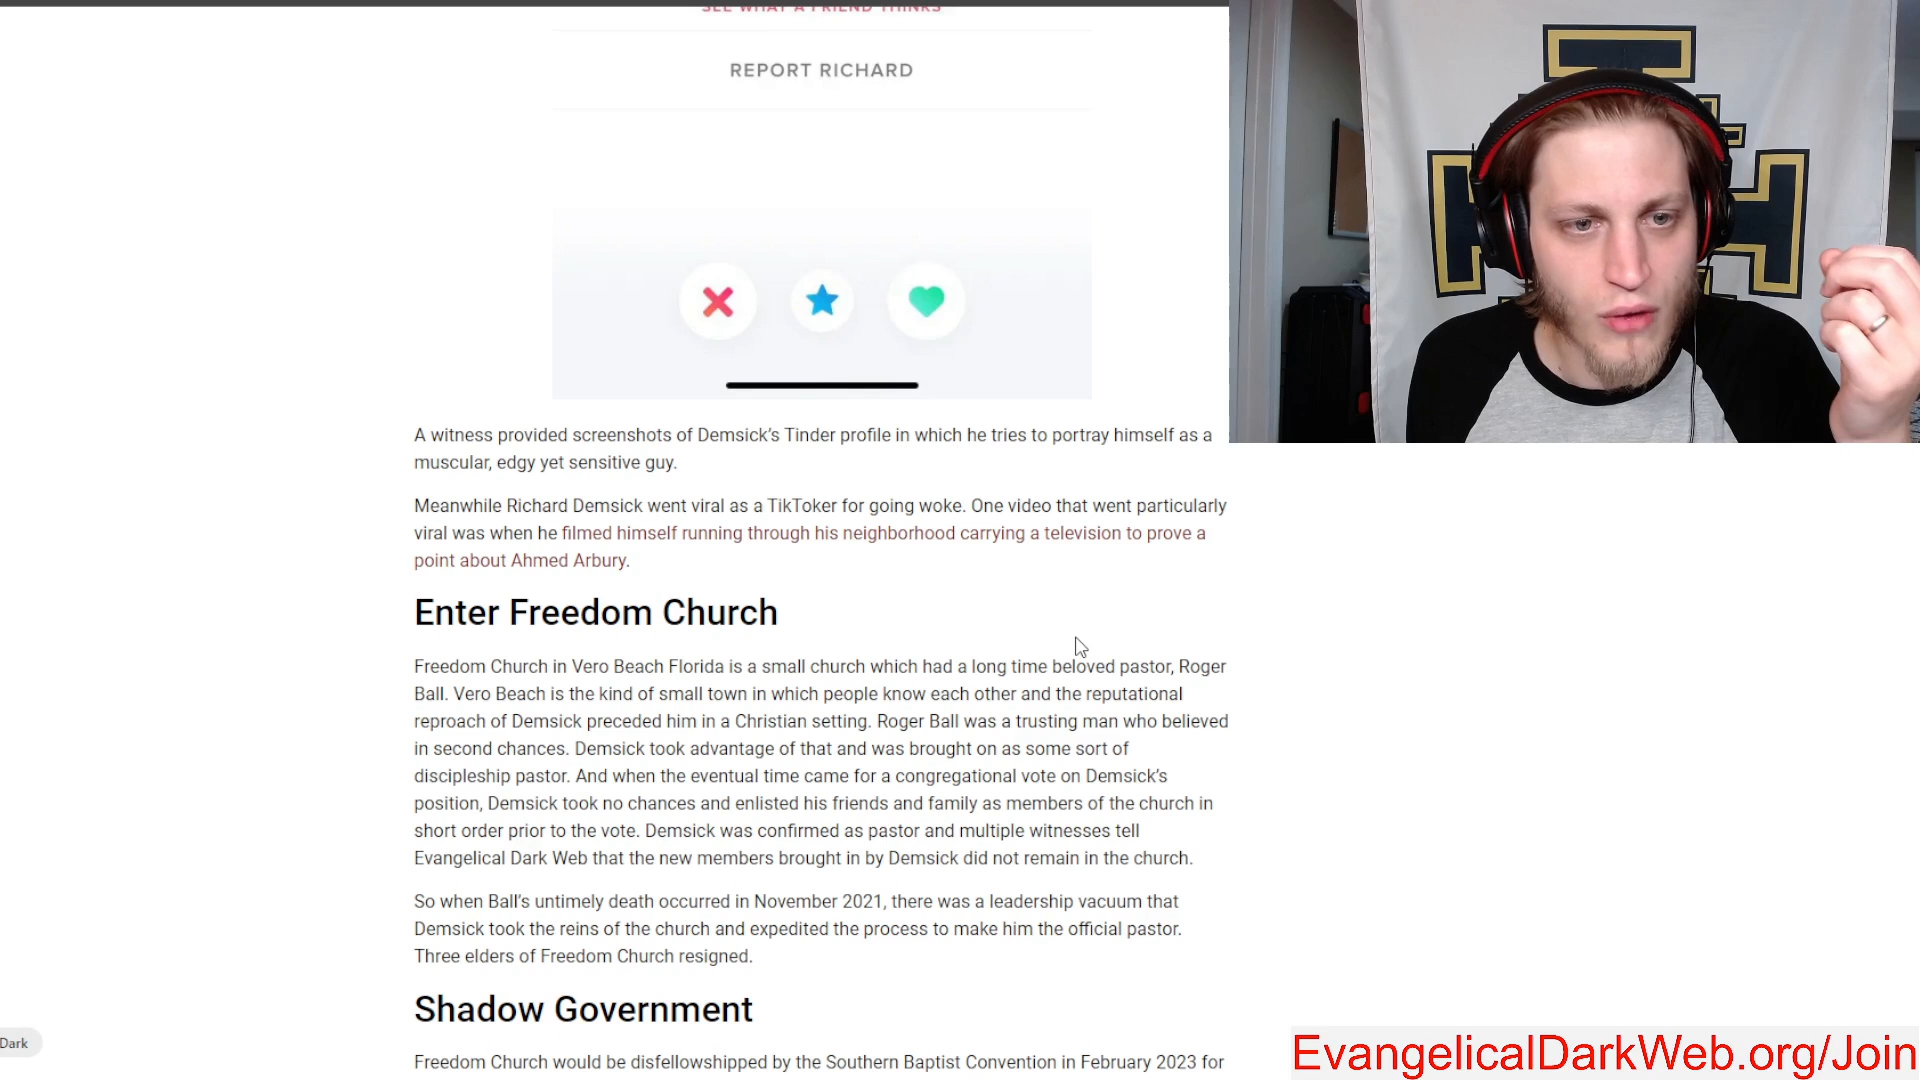 SEE WHAT A FRIEND THINKS
REPORT RICHARD
A witness provided screenshots of Demsick's Tinder profile in which he tries to portray himself as a
muscular, edgy yet sensitive guy.
Meanwhile Richard Demsick went viral as a TikToker for going woke. One video that went particularly
viral was when he filmed himself running through his neighborhood carrying a television to prove a
point about Ahmed Arbury.
Enter Freedom Church
Freedom Church in Vero Beach Florida is a small church which had a long time beloved pastor, Roger
Ball. Vero Beach is the kind of small town in which people know each other and the reputational
reproach of Demsick preceded him in a Christian setting. Roger Ball was a trusting man who believed
in second chances. Demsick took advantage of that and was brought on as some sort of
discipleship pastor. And when the eventual time came for a congregational vote on Demsick's
position, Demsick took no chances and enlisted his friends and family as members of the church in
short order prior to the vote. Demsick was confirmed as pastor and multiple witnesses tell
Evangelical Dark Web that the new members brought in by Demsick did not remain in the church.
So when Ball's untimely death occurred in November 2021, there was a leadership vacuum that
Demsick took the reins of the church and expedited the process to make him the official pastor.
Three elders of Freedom Church resigned.
Shadow Government
Dark
Freedom Church would be disfellowshipped by the Southern Baptist Convention in February 2023 for
EvangelicalDarkWeb.org/Join